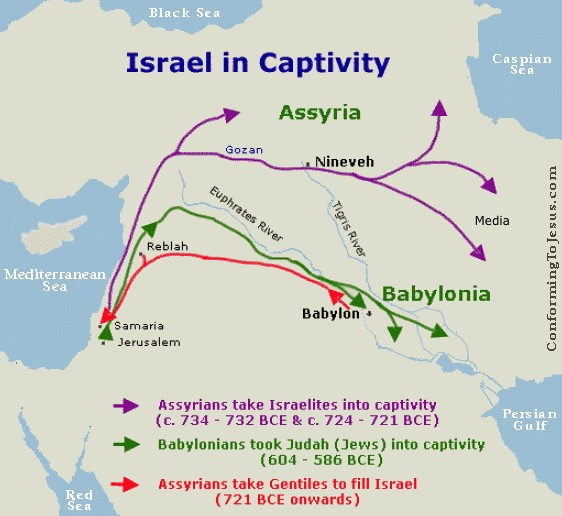 Black Sea
Israel in Captivity
Caspian
Sea
Assyria
Gozan
Nineveh
Euphrates River
Tigris River
Media
Reblah
Mediterranean
Sea
Babylonia
Babylon
Samaria
Jerusalem
ConformingToJesus.com
Assyrians take Israelites into captivity
(c. 734 - 732 BCE & c. 724 - 721 BCE)
Babylonians took Judah (Jews) into captivity
(604 - 586 BCE)
Assyrians take Gentiles to fill Israel
(721 BCE onwards)
Persian
Gulf
Red
Sea